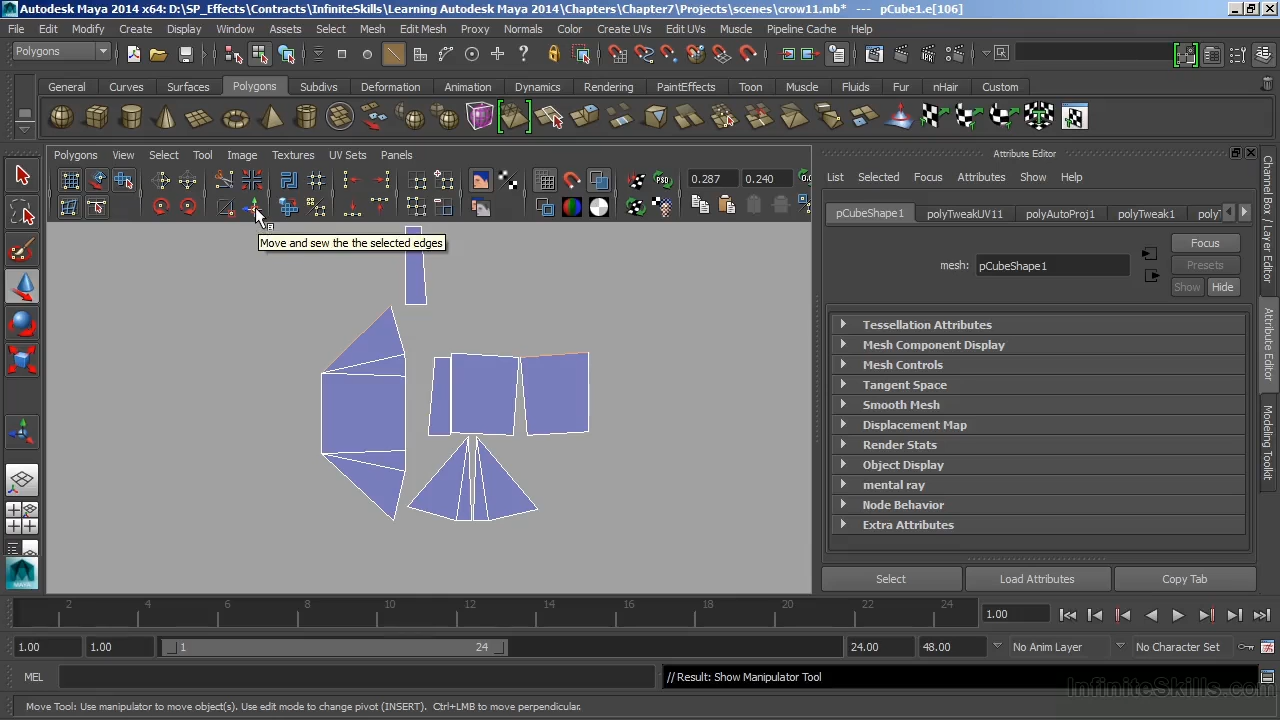 Autodesk Maya 2014 x64: D:\SP_Effects\Contracts\InfiniteSkills\Learning Autodesk Maya 2014\Chapters\Chapter7\Projects\scenes\crow11.mb* --- pCube1.e[106]
File Edit Modify Create Display Window Assets Select Mesh Edit Mesh Proxy Normals Color Create UVs Edit UVs Muscle Pipeline Cache Help
Polygons
General Curves Surfaces Polygons Subdivs Deformation Animation Dynamics Rendering PaintEffects Toon Muscle Fluids Fur nHair Custom
Polygons View Select Tool Image Textures UV Sets Panels
Attribute Editor
0.287 0.240
List Selected Focus Attributes Show Help
pCubeShape1 polyTweakUV11 polyAutoProj1 polyTweak1 polyT
Move and sew the the selected edges
Focus
mesh: pCubeShape1
Presets
Show Hide
Tessellation Attributes
Mesh Component Display
Mesh Controls
Tangent Space
Smooth Mesh
Displacement Map
Render Stats
Object Display
mental ray
Node Behavior
Extra Attributes
Select Load Attributes Copy Tab
Channel Box / Layer Editor
Attribute Editor
Modeling Toolkit
2 4 6 8 10 12 14 16 18 20 22 24
1.00
1.00 1.00 1 24 24.00 48.00 No Anim Layer No Character Set
MEL // Result: Show Manipulator Tool
InfiniteSkills.com
Move Tool: Use manipulator to move object(s). Use edit mode to change pivot (INSERT). Ctrl+LMB to move perpendicular.